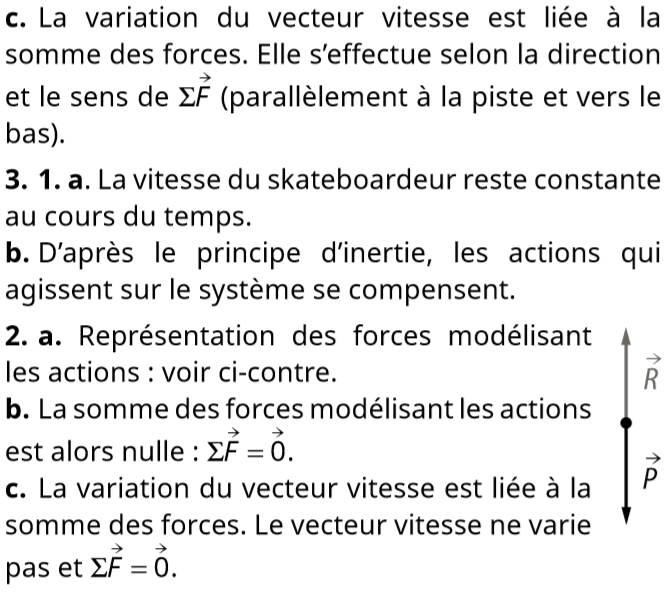 c. La variation du vecteur vitesse est liée à la
somme des forces. Elle s’effectue selon la direction
et le sens de ΣF⃗ (parallèlement à la piste et vers le
bas).
3. 1. a. La vitesse du skateboardeur reste constante
au cours du temps.
b. D’après le principe d’inertie, les actions qui
agissent sur le système se compensent.
2. a. Représentation des forces modélisant
les actions : voir ci-contre.
b. La somme des forces modélisant les actions
est alors nulle : ΣF⃗ = 0⃗.
c. La variation du vecteur vitesse est liée à la
somme des forces. Le vecteur vitesse ne varie
pas et ΣF⃗ = 0⃗.
R⃗
P⃗